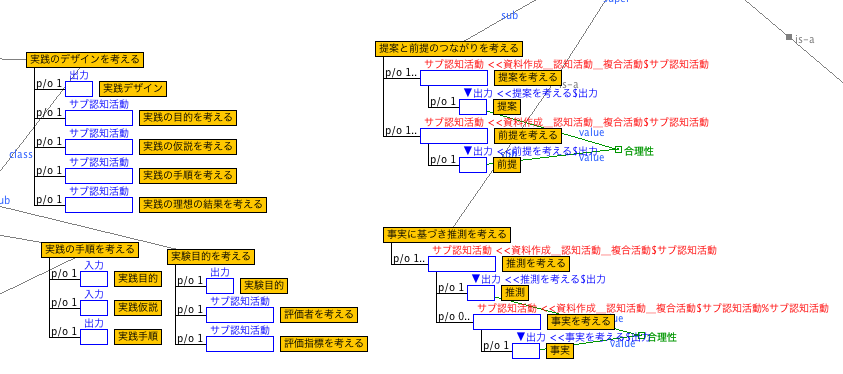 sub
super
is-a
実践のデザインを考える
出力
p/o 1
実践デザイン
サブ認知活動
p/o 1
実践の目的を考える
サブ認知活動
p/o 1
実践の仮説を考える
class
サブ認知活動
p/o 1
実践の手順を考える
サブ認知活動
p/o 1
実践の理想の結果を考える
ub
提案と前提のつながりを考える
サブ認知活動 <<資料作成__認知活動__複合活動$サブ認知活動
p/o 1..
提案を考える
s-a
▼出力 <<提案を考える$出力
p/o 1
提案
サブ認知活動 <<資料作成__認知活動__複合活動$サブ認知活動
p/o 1..
前提を考える
value
▼出力 <<前提を考える$出力
合理性
value
p/o 1
前提
実践の手順を考える
入力
p/o 1
実践目的
入力
p/o 1
実践仮説
出力
p/o 1
実践手順
実験目的を考える
出力
p/o 1
実験目的
サブ認知活動
p/o 1
評価者を考える
サブ認知活動
p/o 1
評価指標を考える
事実に基づき推測を考える
サブ認知活動 <<資料作成__認知活動__複合活動$サブ認知活動
p/o 1..
推測を考える
▼出力 <<推測を考える$出力
p/o 1
推測
サブ認知活動 <<資料作成__認知活動__複合活動$サブ認知活動%サブ認知活動
p/o 0..
事実を考える
ue
▼出力 <<事実を考える$出力
合理性
value
p/o 1
事実